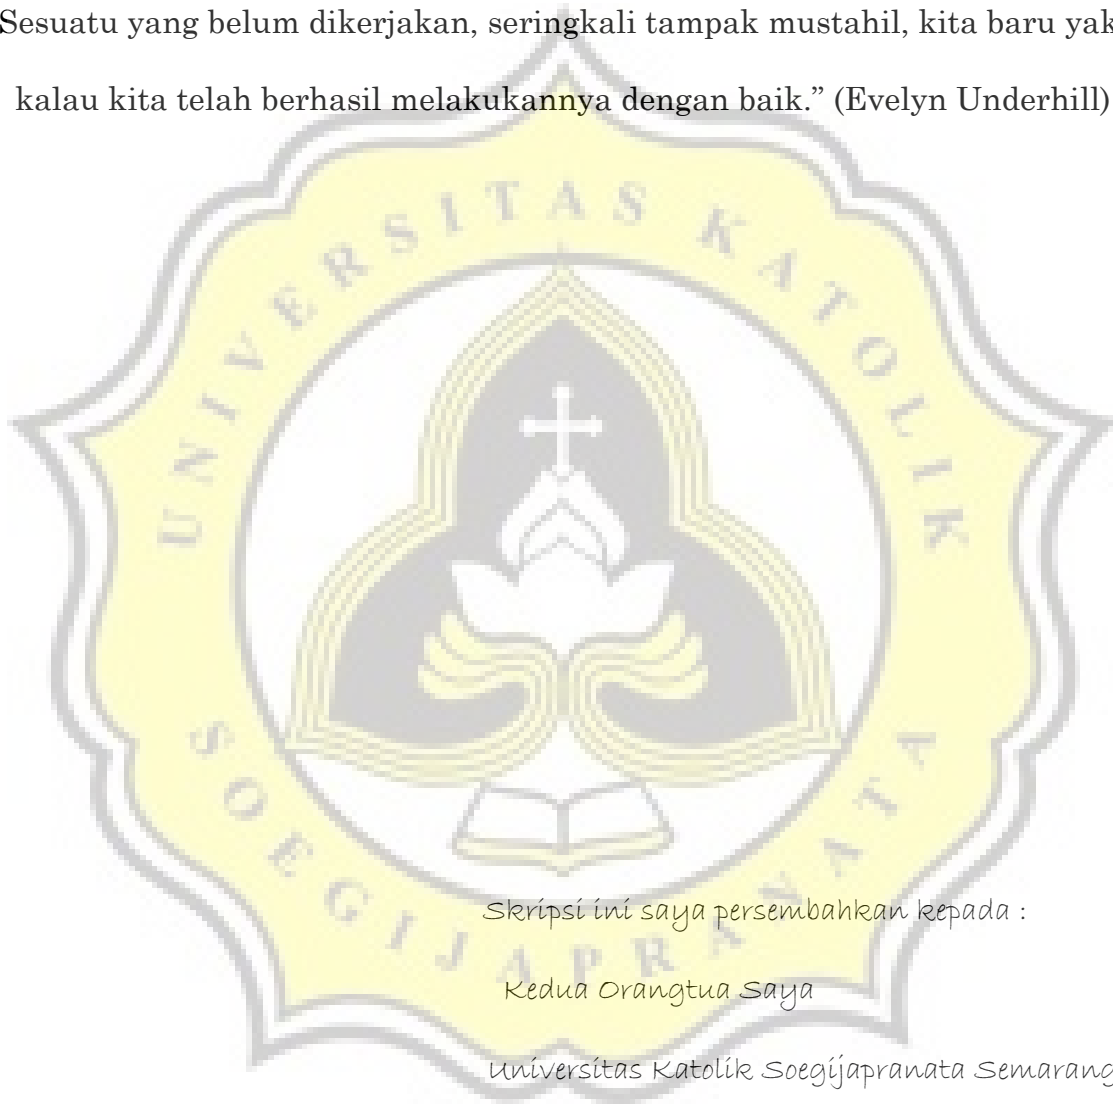 Sesuatu yang belum dikerjakan, seringkali tampak mustahil, kita baru
kalau kita telah berhasil melakukannya dengan baik.” (Evelyn Underhill)
UNIVERSITAS KATOLIK
SOEGIJAPRANATA
Skripsi ini saya persembahkan kepada :
Kedua Orangtua Saya
Universitas Katolik Soegijapranata Semarang